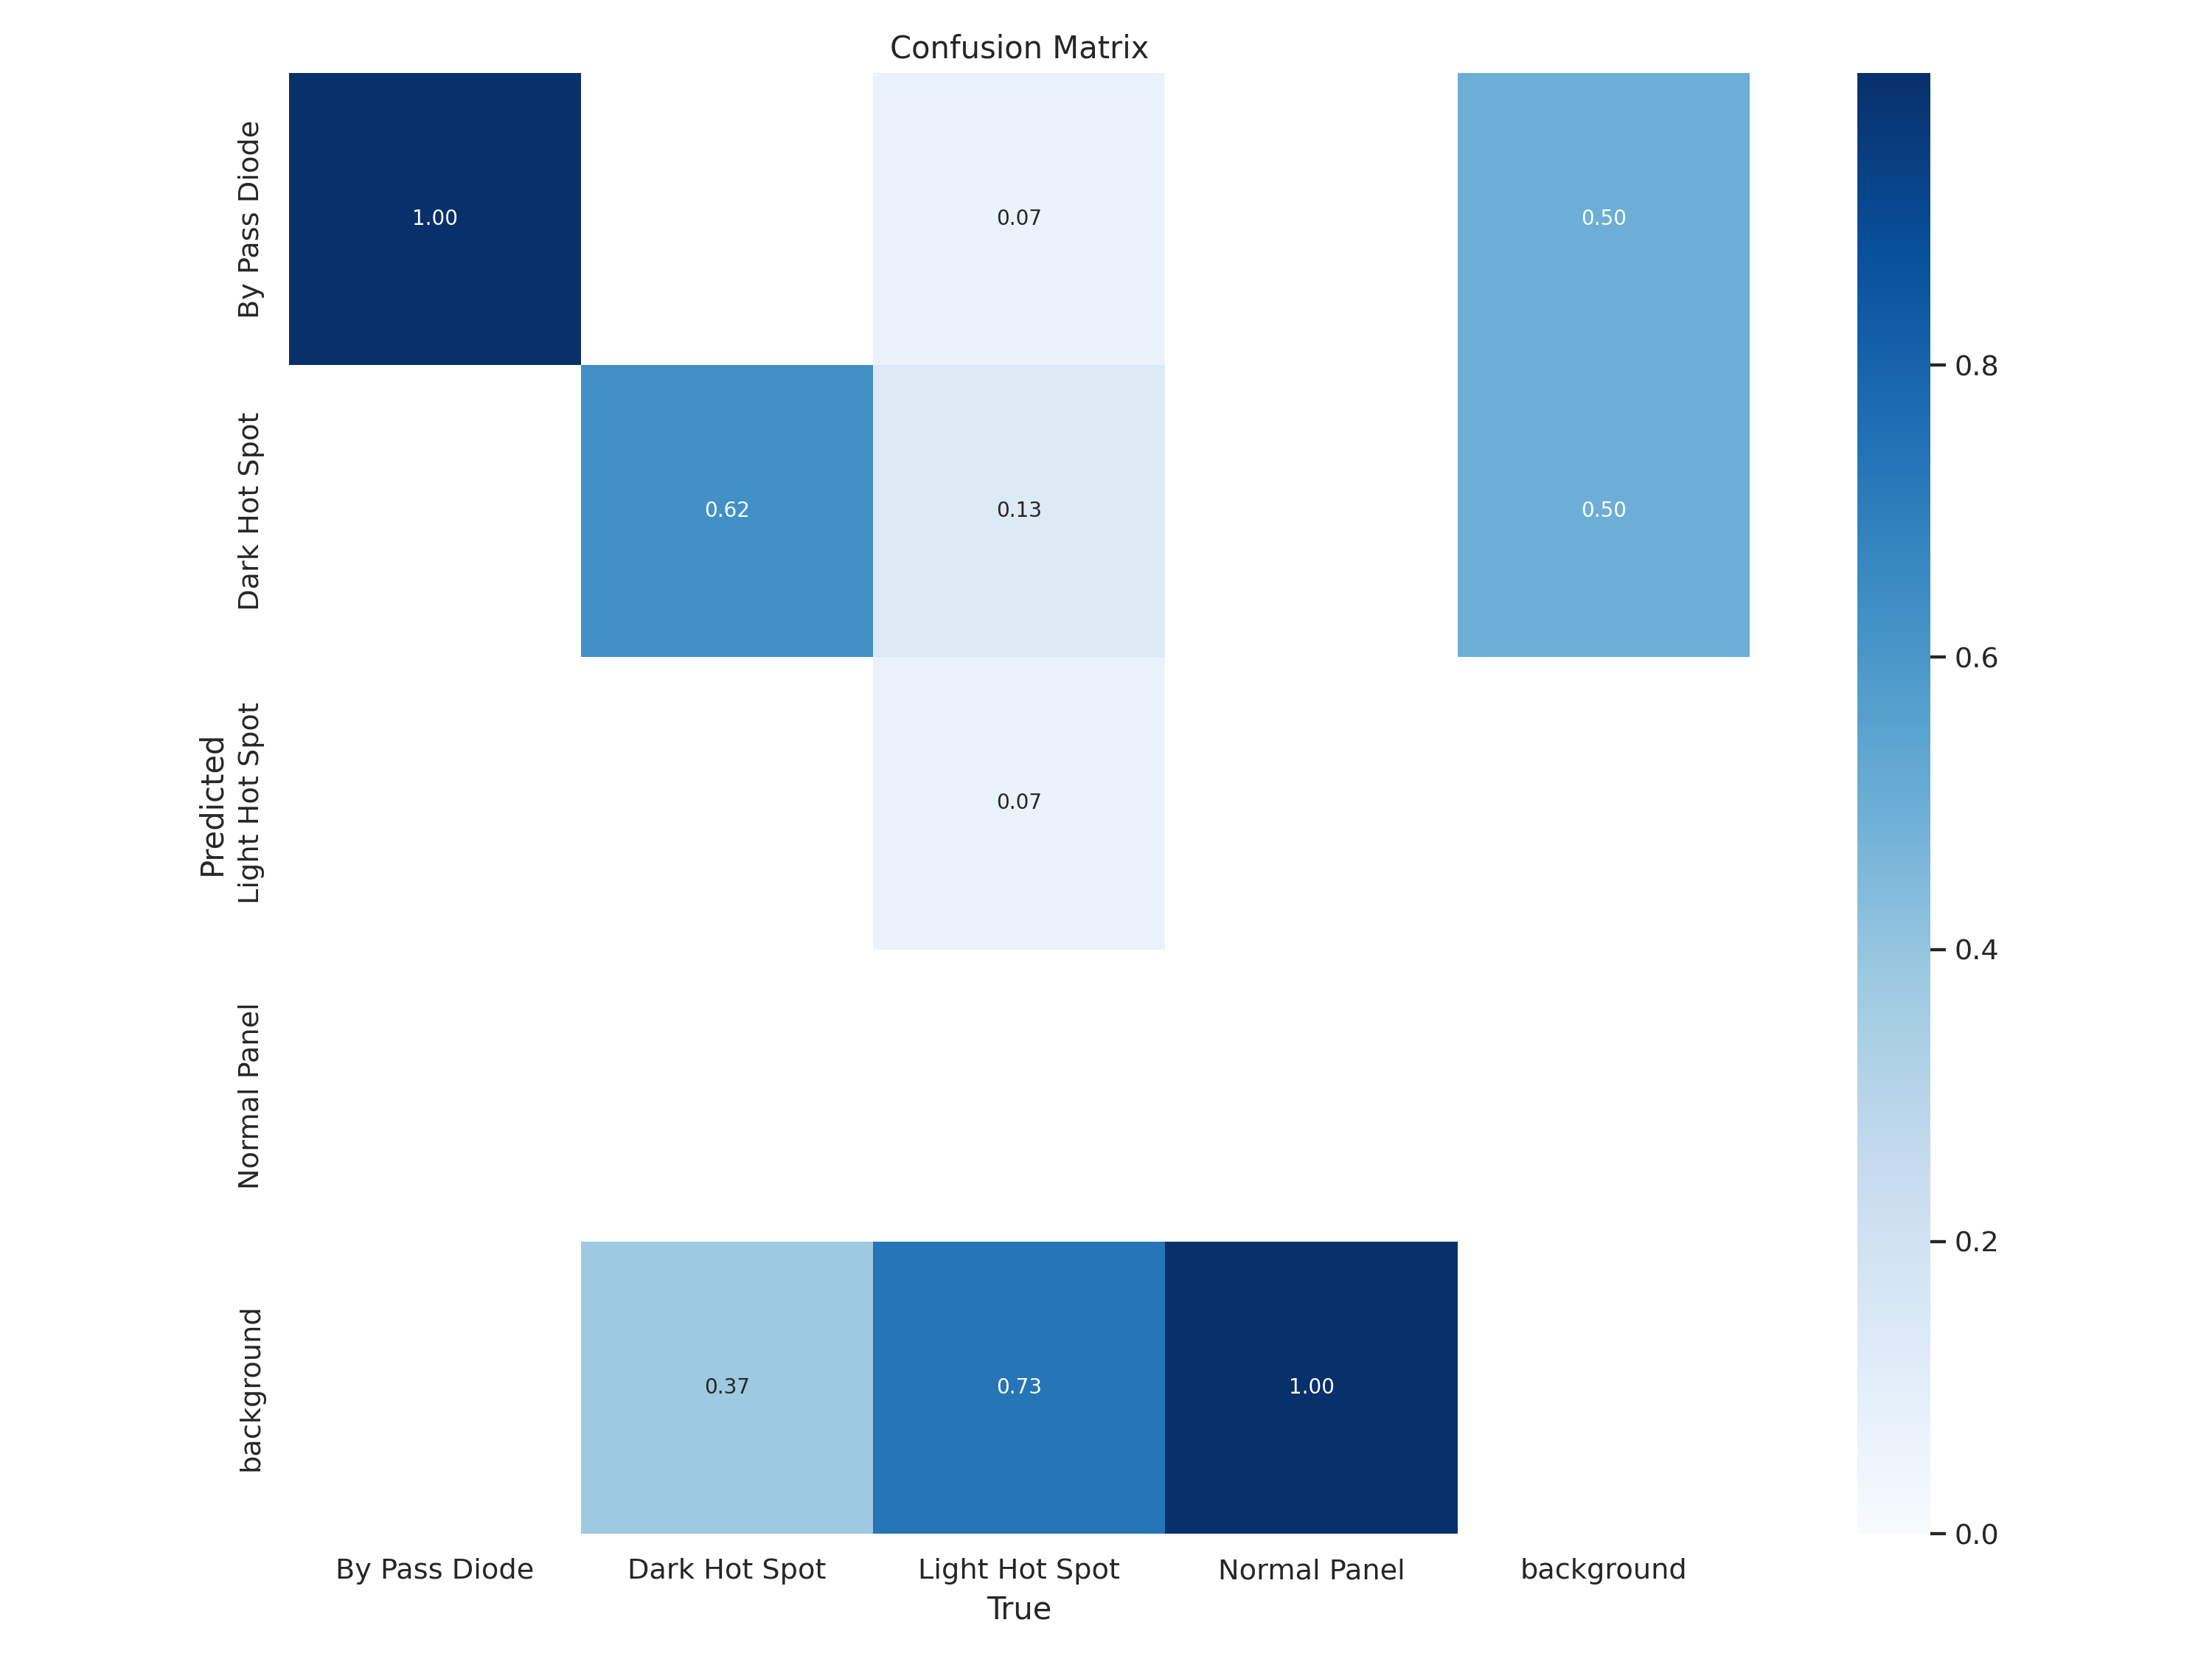 Confusion Matrix
By Pass Diode
Dark Hot Spot
Light Hot Spot
Normal Panel
background
Predicted
1.00
0.07
0.50
0.62
0.13
0.50
0.07
0.37
0.73
1.00
By Pass Diode
Dark Hot Spot
Light Hot Spot
Normal Panel
background
True
0.8
0.6
0.4
0.2
0.0